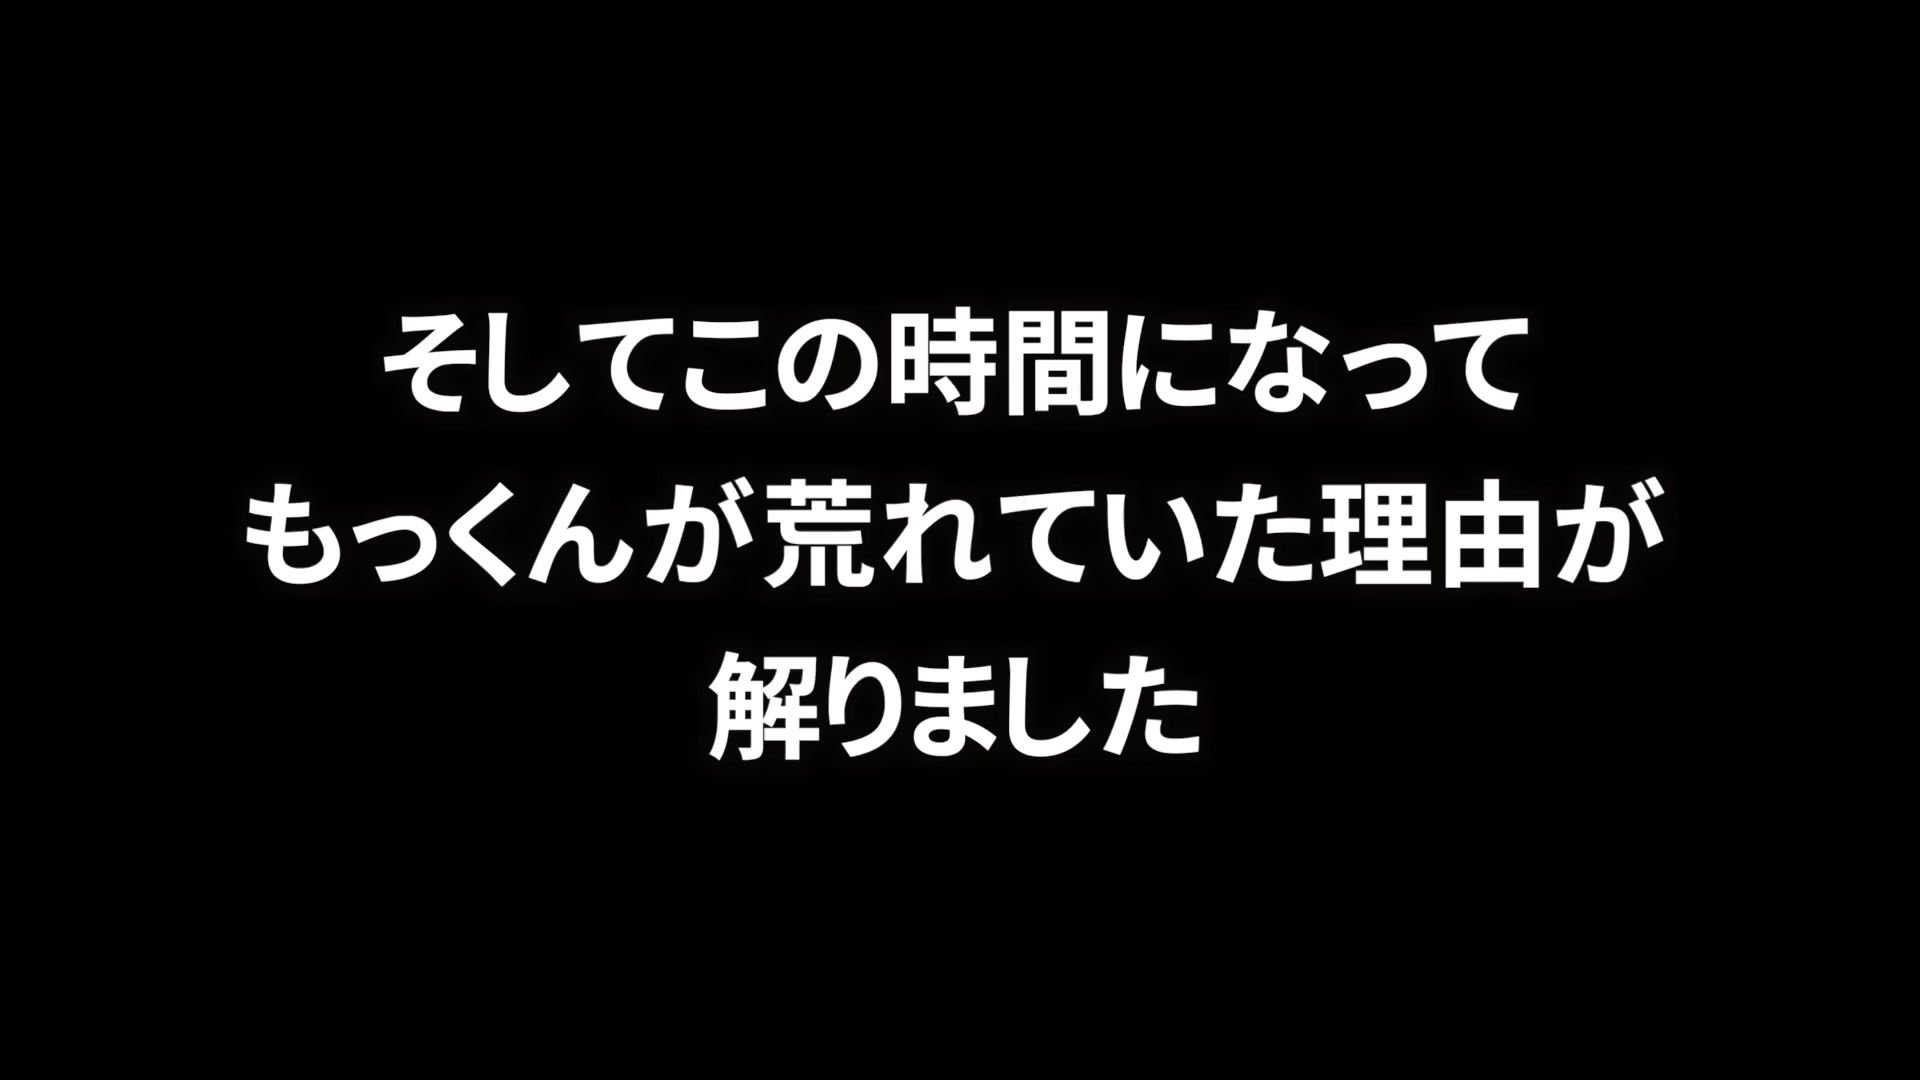 そしてこの時間になって
もっくんが荒れていた理由が
解りました